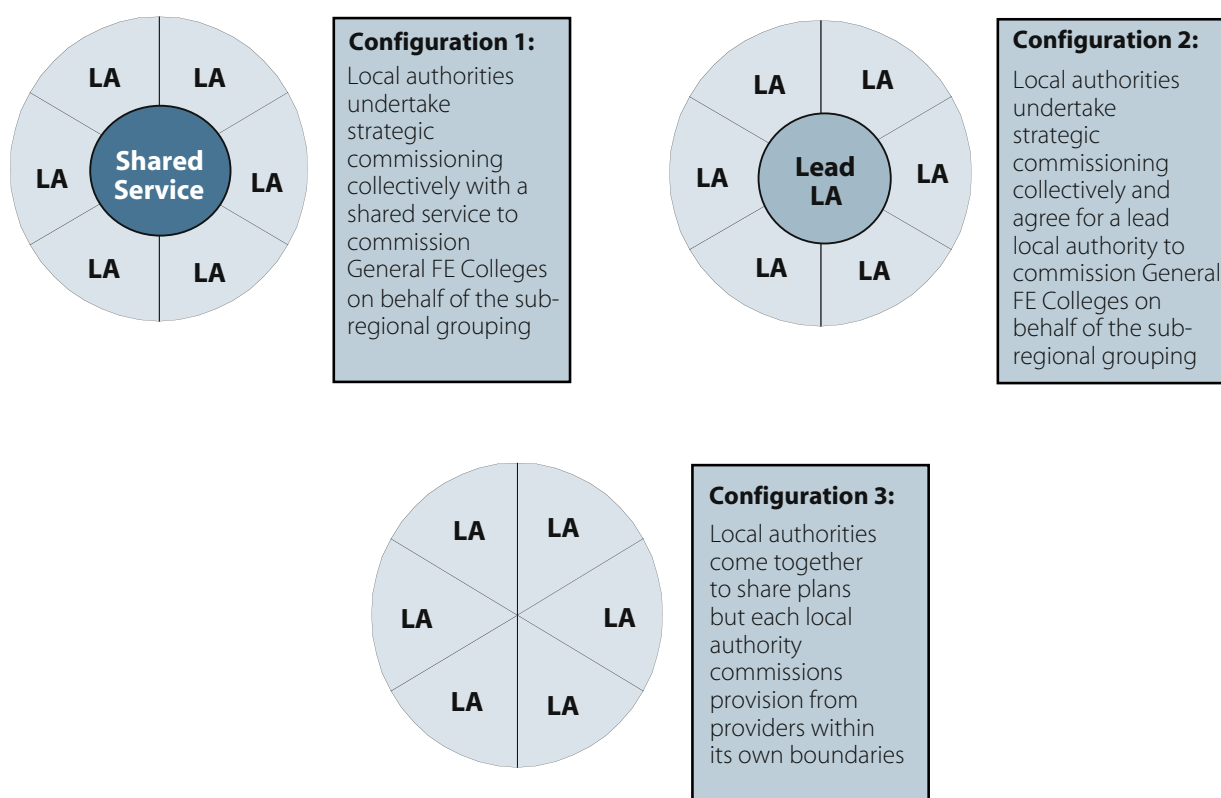 LA
LA
LA
Shared
Service
LA
LA
LA
Configuration 1:
Local authorities
undertake
strategic
commissioning
collectively with a
shared service to
commission
General FE Colleges
on behalf of the sub-
regional grouping
LA
LA
LA
Lead
LA
LA
LA
LA
Configuration 2:
Local authorities
undertake
strategic
commissioning
collectively and
agree for a lead
local authority to
commission General
FE Colleges on
behalf of the sub-
regional grouping
LA
LA
LA
LA
LA
LA
Configuration 3:
Local authorities
come together
to share plans
but each local
authority
commissions
provision from
providers within
its own boundaries